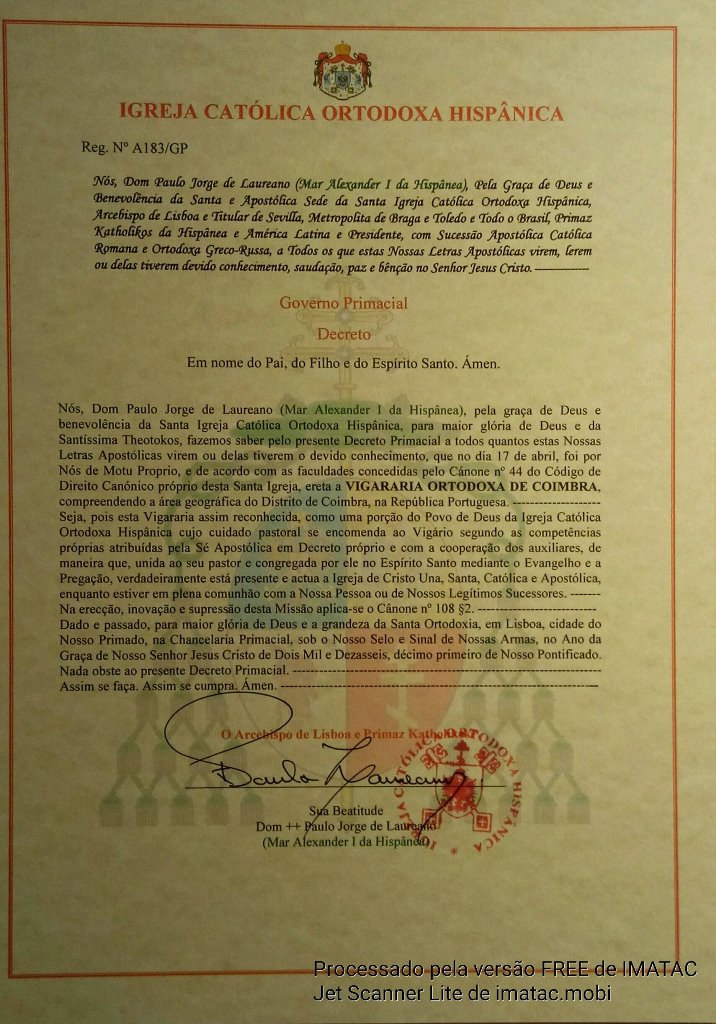 IGREJA CATÓLICA ORTODOXA HISPÂNICA
Reg. Nº A183/GP
Nós, Dom Paulo Jorge de Laureano (Mar Alexander I da Hispânea), Pela Graça de Deus e
Benevolência da Santa e Apostólica Sede da Santa Igreja Católica Ortodoxa Hispânica,
Arcebispo de Lisboa e Titular de Sevilla, Metropolita de Braga e Toledo e Todo o Brasil, Primaz
Katholikos da Hispânea e América Latina e Presidente, com Sucessão Apostólica Católica
Romana e Ortodoxa Greco-Russa, a Todos os que estas Nossas Letras Apostólicas virem, lerem
ou delas tiverem devido conhecimento, saudação, paz e bênção no Senhor Jesus Cristo. --------------
Governo Primacial
Decreto
Em nome do Pai, do Filho e do Espírito Santo. Ámen.
Nós, Dom Paulo Jorge de Laureano (Mar Alexander I da Hispânea), pela graça de Deus e
benevolência da Santa Igreja Católica Ortodoxa Hispânica, para maior glória de Deus e da
Santíssima Theotokos, fazemos saber pelo presente Decreto Primacial a todos quantos estas Nossas
Letras Apostólicas virem ou delas tiverem o devido conhecimento, que no dia 17 de abril, foi por
Nós de Motu Proprio, e de acordo com as faculdades concedidas pelo Cánone nº 44 do Código de
Direito Canónico próprio desta Santa Igreja, ereta a VIGARARIA ORTODOXA DE COIMBRA,
compreendendo a área geográfica do Distrito de Coimbra, na República Portuguesa. --------------------
Seja, pois esta Vigararia assim reconhecida, como uma porção do Povo de Deus da Igreja Católica
Ortodoxa Hispânica cujo cuidado pastoral se encomenda ao Vigário segundo as competências
próprias atribuídas pela Sé Apostólica em Decreto próprio e com a cooperação dos auxiliares, de
maneira que, unida ao seu pastor e congregada por ele no Espírito Santo mediante o Evangelho e a
Pregação, verdadeiramente está presente e actua a Igreja de Cristo Una, Santa, Católica e Apostólica,
enquanto estiver em plena comunhão com a Nossa Pessoa ou de Nossos Legítimos Sucessores. -------
Na erecção, inovação e supressão desta Missão aplica-se o Cânone nº 108 §2. ---------------------------
Dado e passado, para maior glória de Deus e a grandeza da Santa Ortodoxia, em Lisboa, cidade do
Nosso Primado, na Chancelaria Primacial, sob o Nosso Selo e Sinal de Nossas Armas, no Ano da
Graça de Nosso Senhor Jesus Cristo de Dois Mil e Dezasseis, décimo primeiro de Nosso Pontificado.
Nada obste ao presente Decreto Primacial. ----------------------------------------------------------------------
Assim se faça. Assim se cumpra. Ámen. ------------------------------------------------------------------------
O Arcebispo de Lisboa e Primaz Katholikos
Paulo Laureano
IGREJA CATÓLICA ORTODOXA HISPÂNICA
Sua Beatitude
Dom ++ Paulo Jorge de Laureano
(Mar Alexander I da Hispânea)
Processado pela versão FREE de IMATAC
Jet Scanner Lite de imatac.mobi